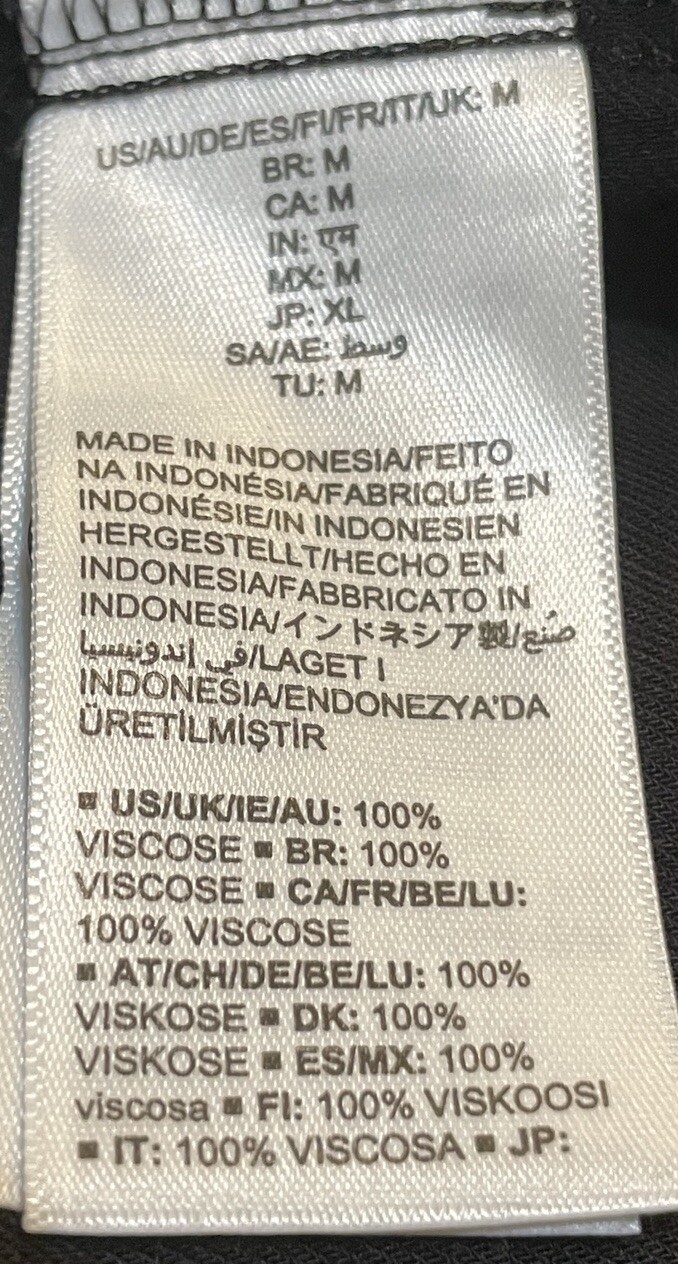 US/AU/DE/ES/FI/FR/IT/UK: M
BR: M
CA: M
IN: एम
MX: M
JP: XL
SA/AE: وسط
TU: M
MADE IN INDONESIA/FEITO
NA INDONÉSIA/FABRIQUÉ EN
INDONÉSIE/IN INDONESIEN
HERGESTELLT/HECHO EN
INDONESIA/FABBRICATO IN
INDONESIA/インドネシア製/صُنِع
في إندونيسيا/LAGET I
INDONESIA/ENDONEZYA'DA
ÜRETİLMİŞTİR
▪ US/UK/IE/AU: 100%
VISCOSE ▪ BR: 100%
VISCOSE ▪ CA/FR/BE/LU:
100% VISCOSE
▪ AT/CH/DE/BE/LU: 100%
VISKOSE ▪ DK: 100%
VISKOSE ▪ ES/MX: 100%
viscosa ▪ FI: 100% VISKOOSI
▪ IT: 100% VISCOSA ▪ JP: